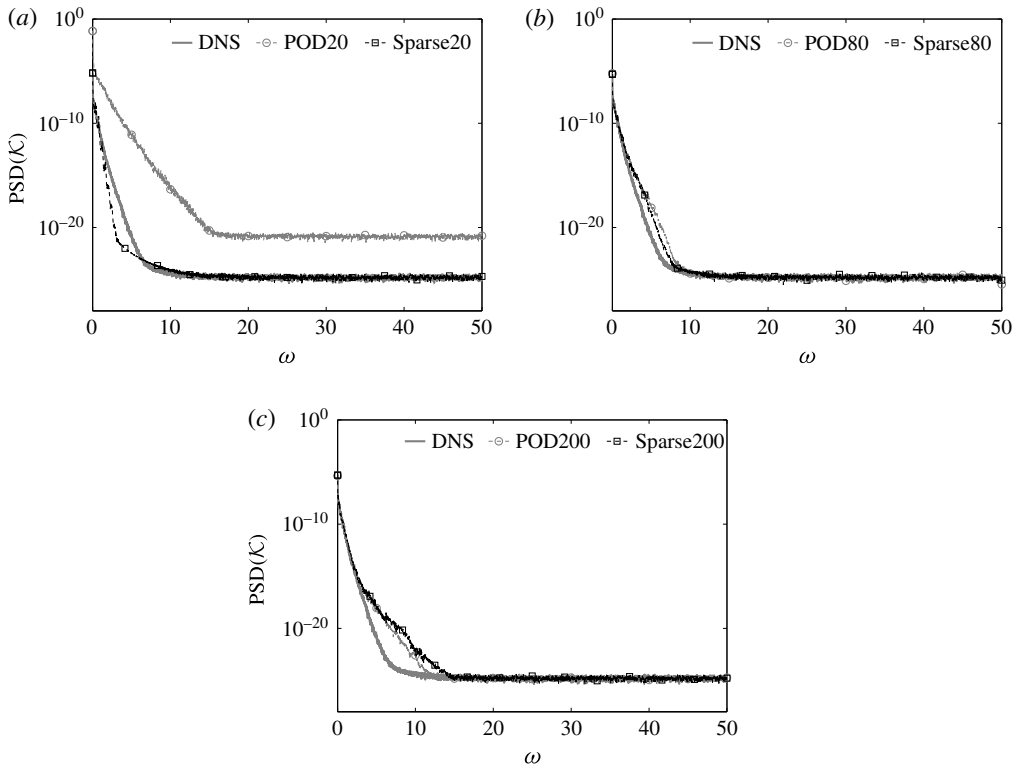 (a)
DNS POD20 Sparse20
10^0
10^-10
10^-20
PSD(𝒦)
0 10 20 30 40 50
ω
(b)
DNS POD80 Sparse80
10^0
10^-10
10^-20
0 10 20 30 40 50
ω
(c)
DNS POD200 Sparse200
10^0
10^-10
10^-20
PSD(𝒦)
0 10 20 30 40 50
ω